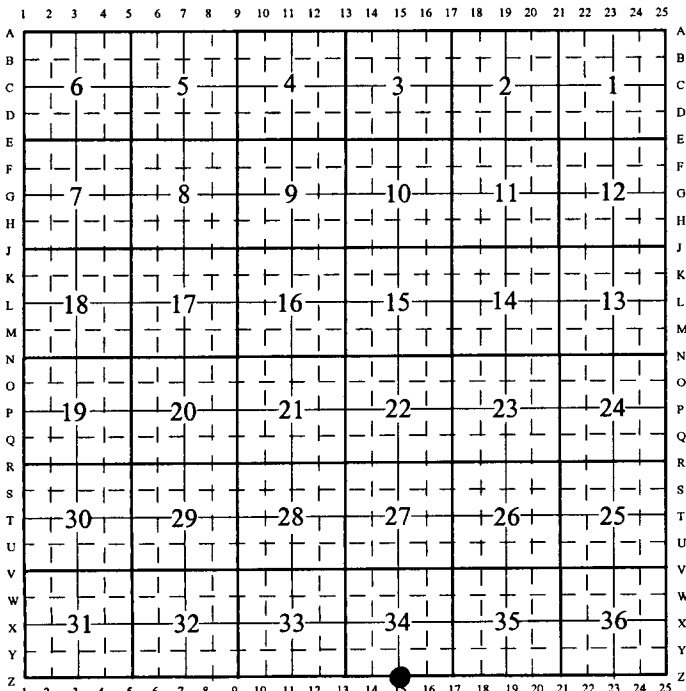 1 2 3 4 5 6 7 8 9 10 11 12 13 14 15 16 17 18 19 20 21 22 23 24 25
A A
B B
C 6 5 4 3 2 1 C
D D
E E
F F
G 7 8 9 10 11 12 G
H H
J J
K K
L 18 17 16 15 14 13 L
M M
N N
O O
P 19 20 21 22 23 24 P
Q Q
R R
S S
T 30 29 28 27 26 25 T
U U
V V
W W
X 31 32 33 34 35 36 X
Y Y
Z Z
1 2 3 4 5 6 7 8 9 10 11 12 13 14 16 17 18 19 20 21 22 23 24 25